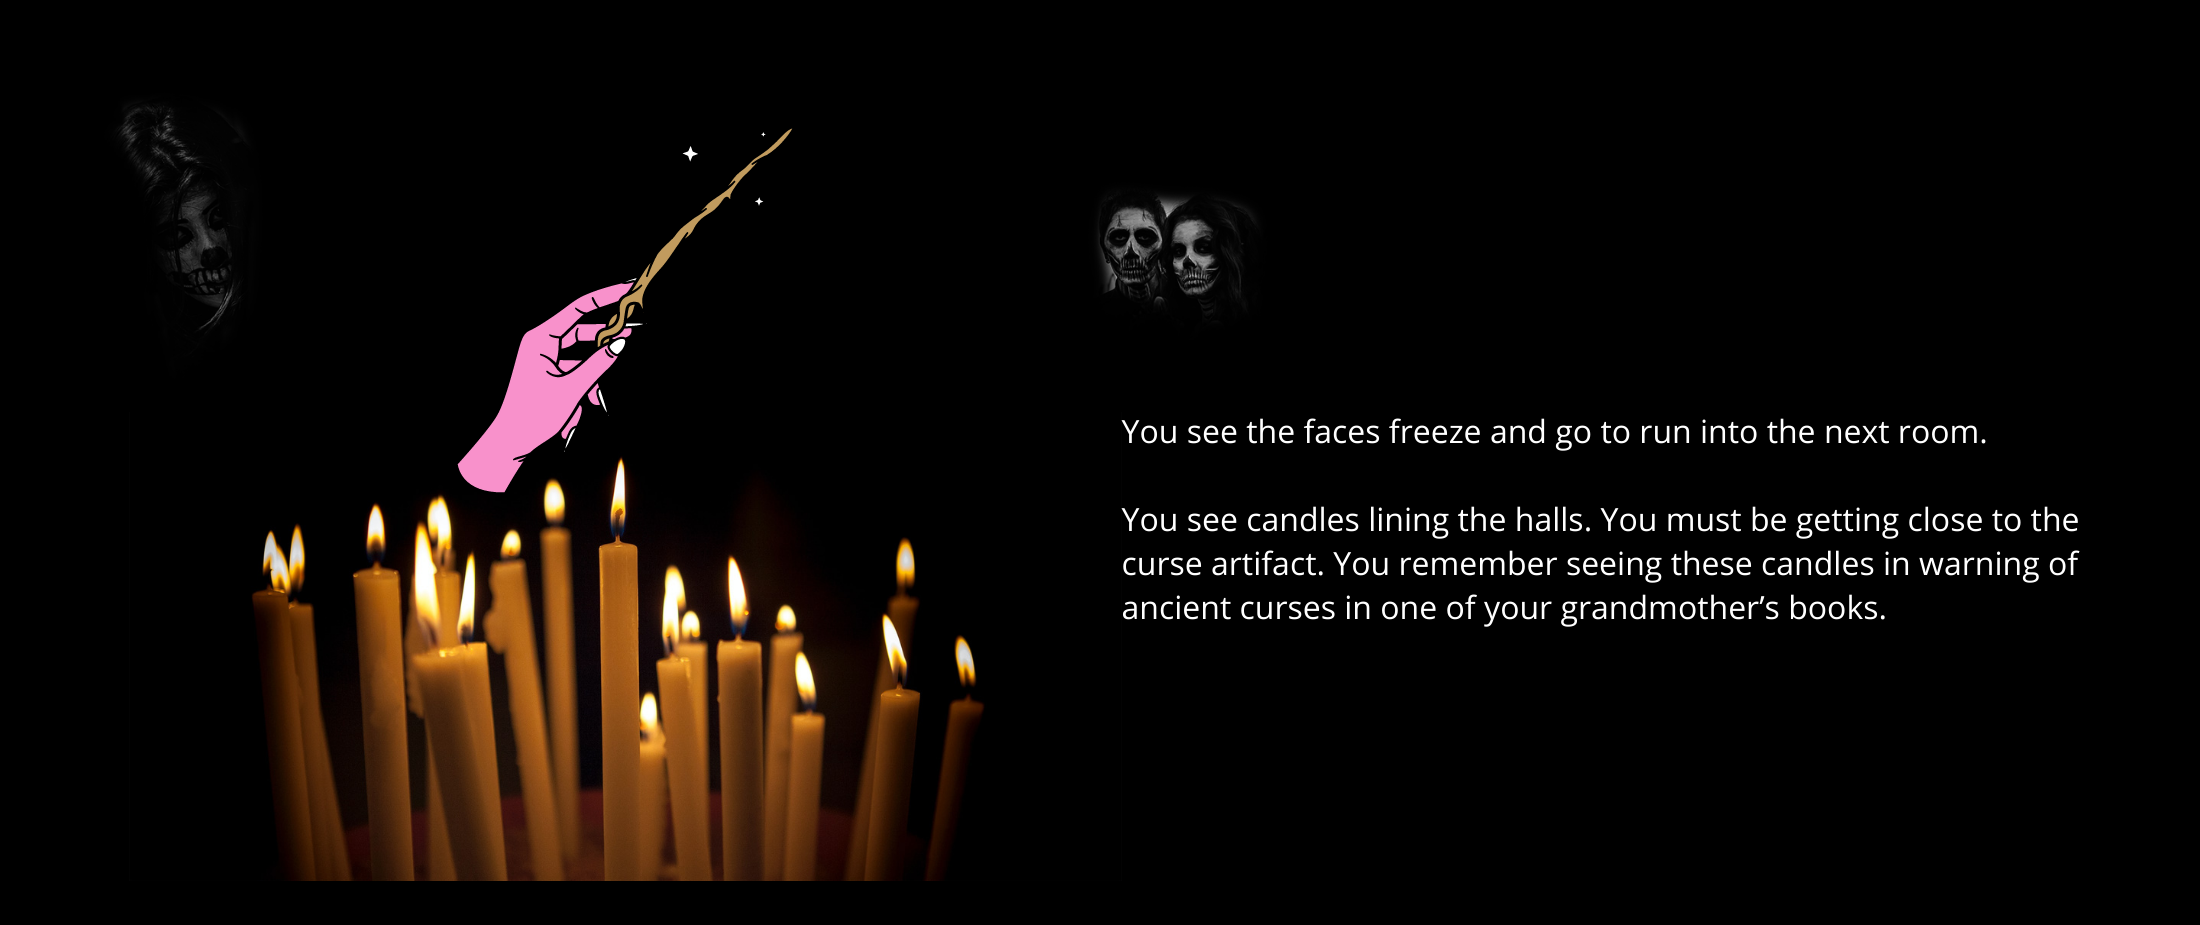 You see the faces freeze and go to run into the next room.
You see candles lining the halls. You must be getting close to the
curse artifact. You remember seeing these candles in warning of
ancient curses in one of your grandmother’s books.